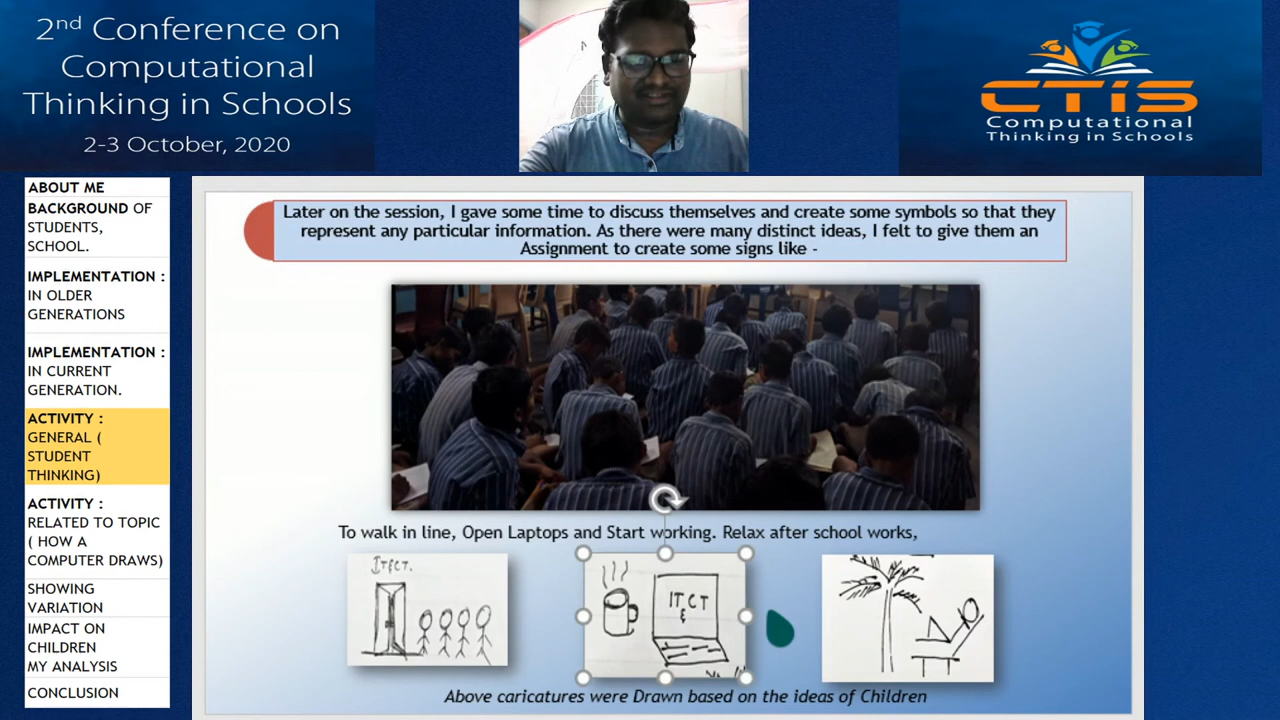 2nd Conference on
Computational
Thinking in Schools
2-3 October, 2020
CTiS
Computational
Thinking in Schools
ABOUT ME
BACKGROUND OF
STUDENTS,
SCHOOL.
IMPLEMENTATION :
IN OLDER
GENERATIONS
IMPLEMENTATION :
IN CURRENT
GENERATION.
ACTIVITY :
GENERAL (
STUDENT
THINKING)
ACTIVITY :
RELATED TO TOPIC
( HOW A
COMPUTER DRAWS)
SHOWING
VARIATION
IMPACT ON
CHILDREN
MY ANALYSIS
CONCLUSION
Later on the session, I gave some time to discuss themselves and create some symbols so that they
represent any particular information. As there were many distinct ideas, I felt to give them an
Assignment to create some signs like -
To walk in line, Open Laptops and Start working. Relax after school works,
IT&CT.
IT CT
&
Above caricatures were Drawn based on the ideas of Children